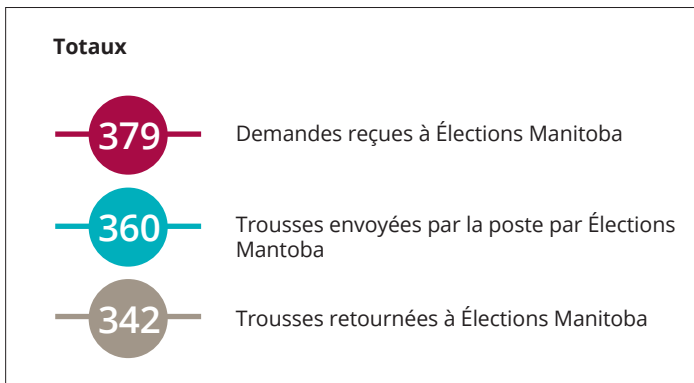 Totaux
379
Demandes reçues à Élections Manitoba
360
Trousses envoyées par la poste par Élections
Mantoba
342
Trousses retournées à Élections Manitoba